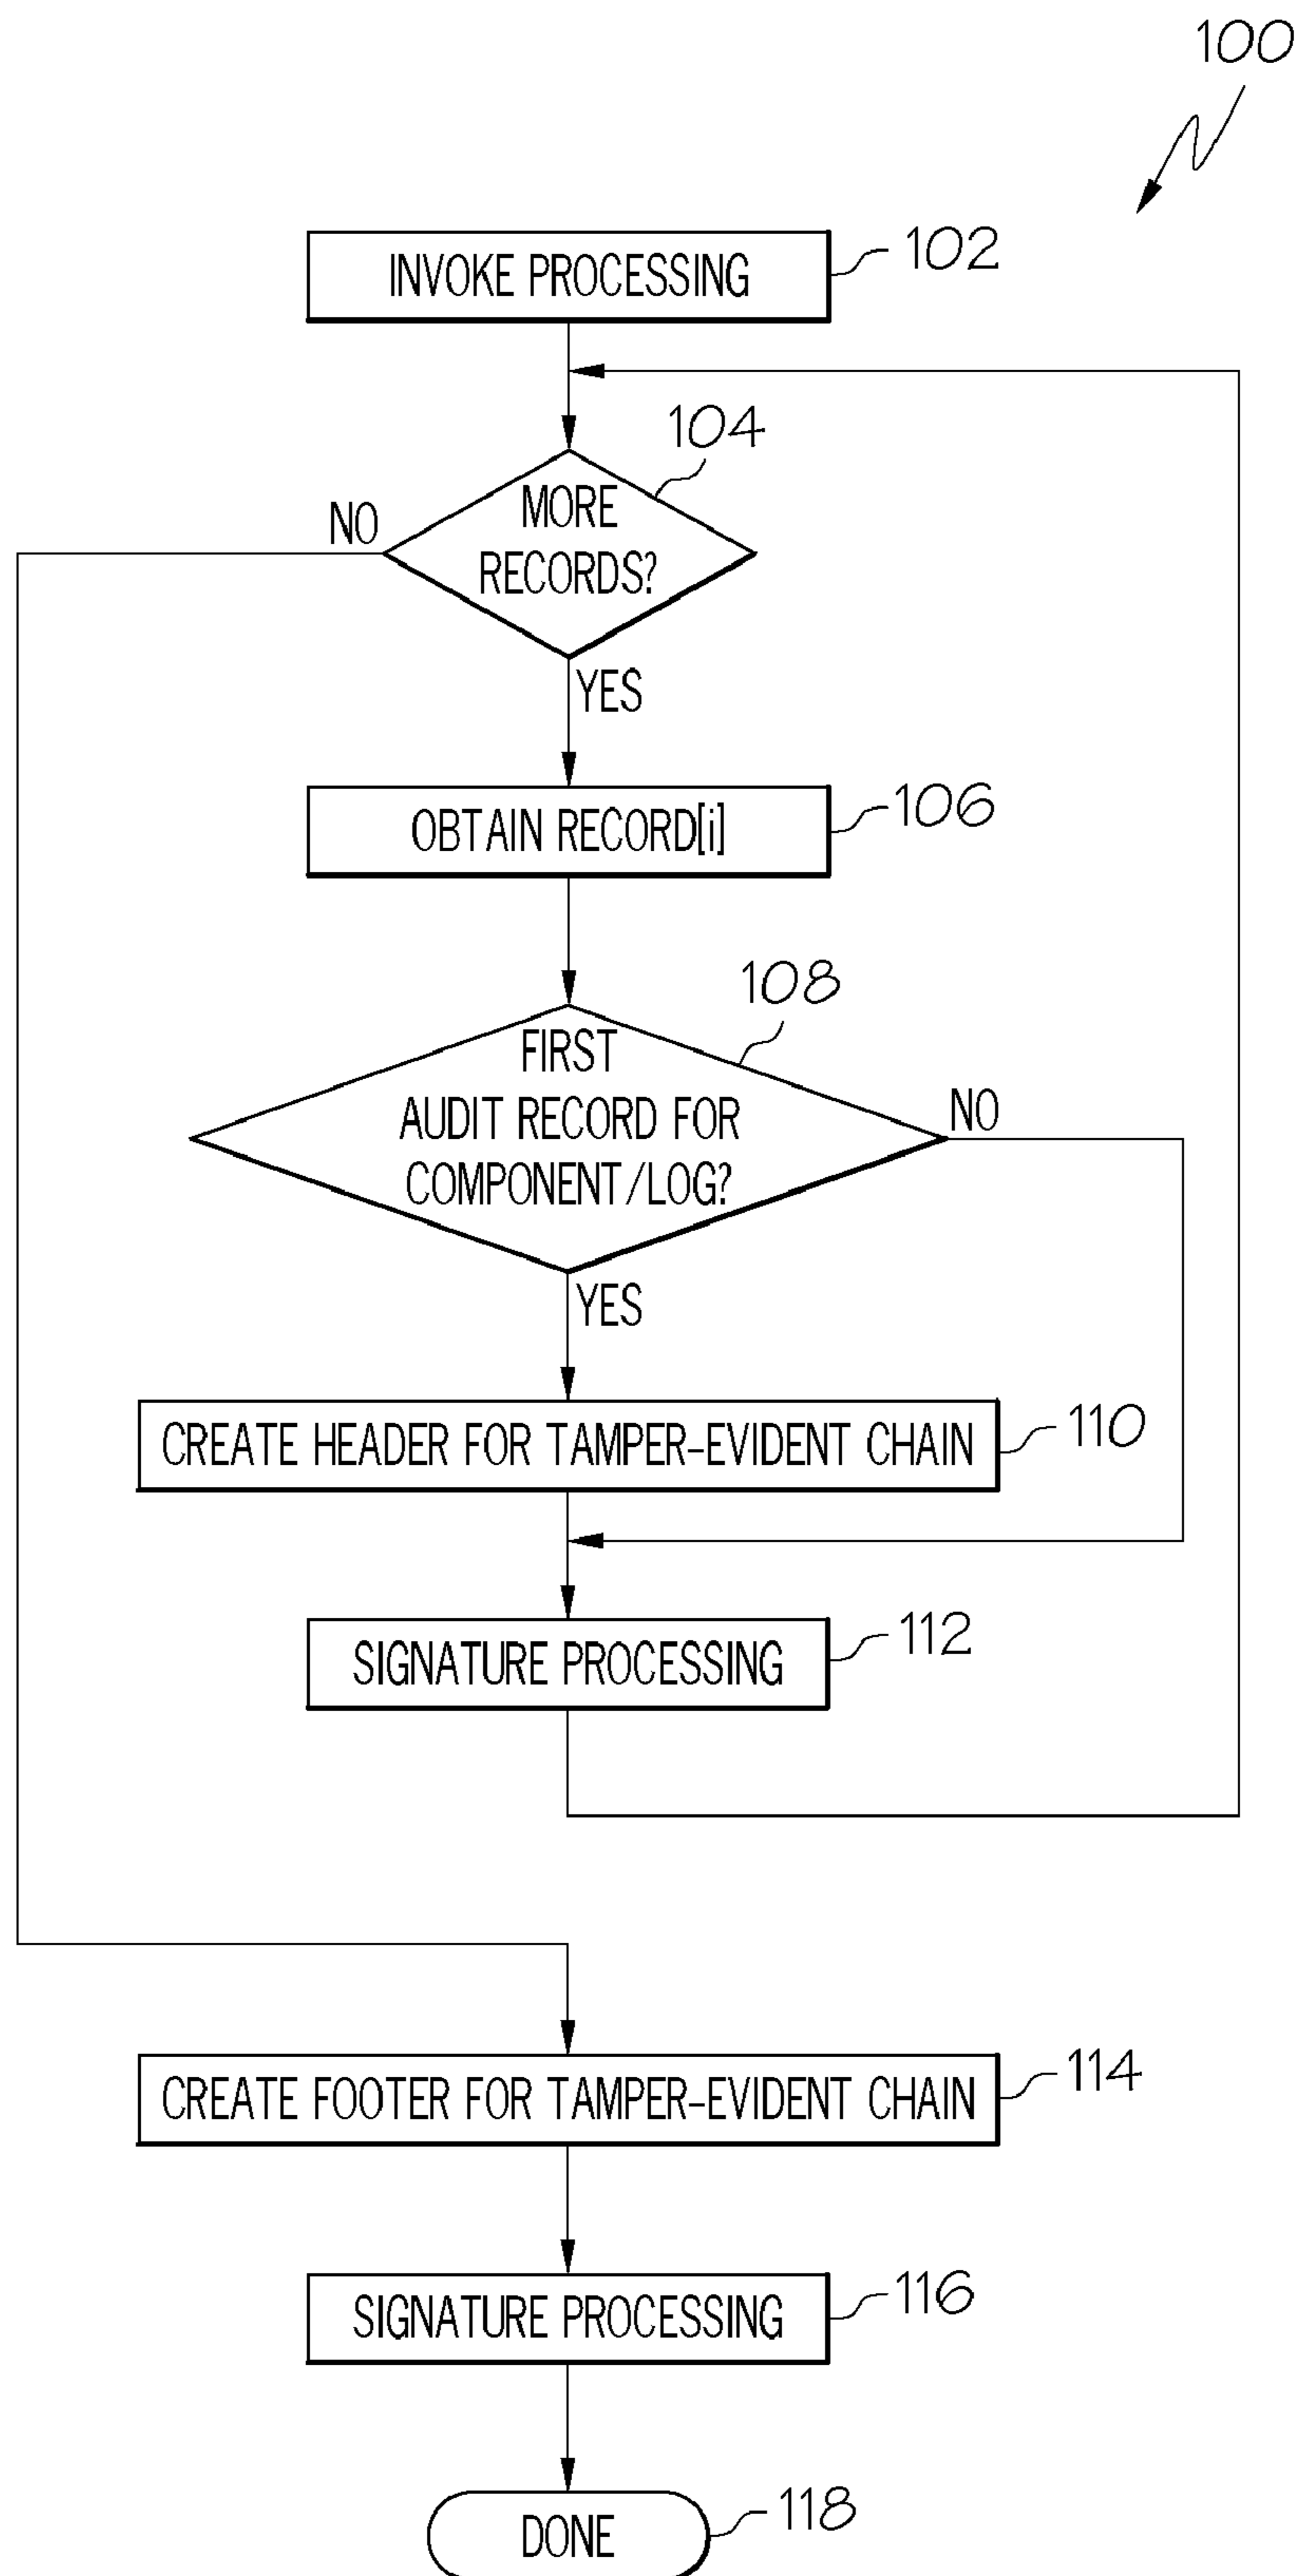 100
INVOKE PROCESSING
102
104
MORE
RECORDS?
NO
YES
OBTAIN RECORD[i]
106
108
FIRST
AUDIT RECORD FOR
COMPONENT/LOG?
NO
YES
CREATE HEADER FOR TAMPER-EVIDENT CHAIN
110
SIGNATURE PROCESSING
112
CREATE FOOTER FOR TAMPER-EVIDENT CHAIN
114
SIGNATURE PROCESSING
116
DONE
118